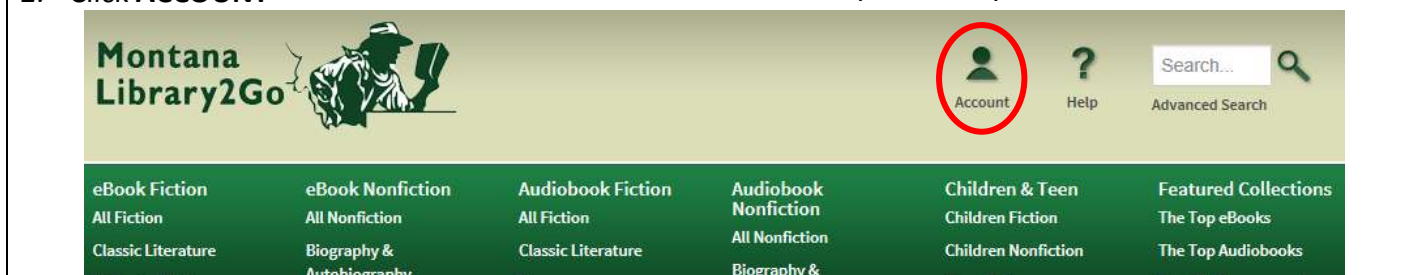 Click ACCOUNT
Montana
Library2Go
Account
Help
Search...
Advanced Search
eBook Fiction
All Fiction
Classic Literature
eBook Nonfiction
All Nonfiction
Biography &
Autobiography
Audiobook Fiction
All Fiction
Classic Literature
Audiobook
Nonfiction
All Nonfiction
Biography &
Children & Teen
Children Fiction
Children Nonfiction
Featured Collections
The Top eBooks
The Top Audiobooks